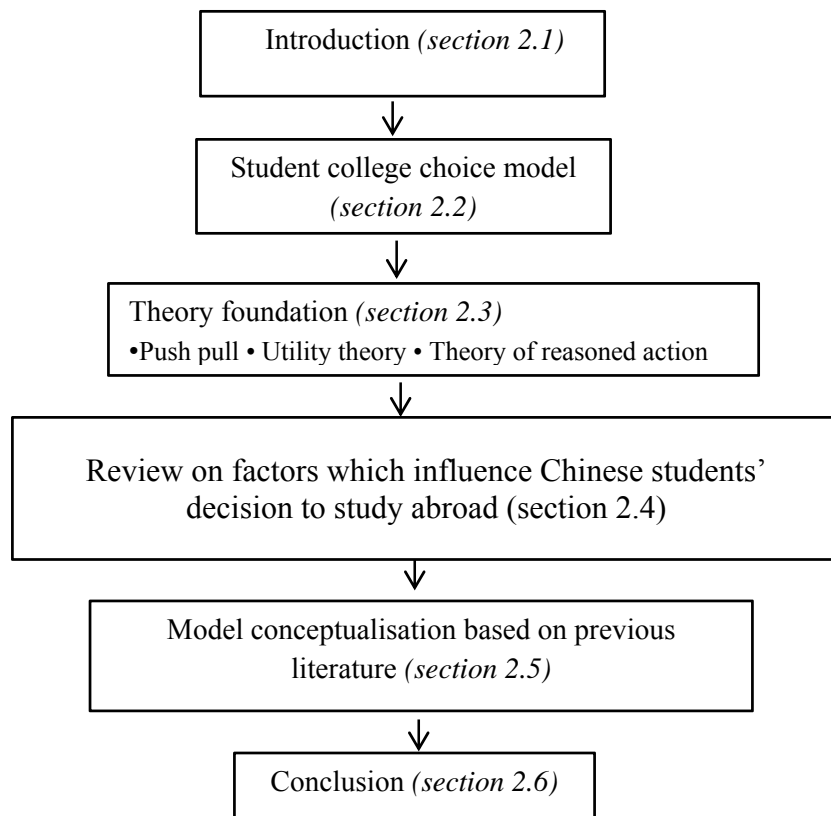 Introduction (section 2.1)
Student college choice model
(section 2.2)
Theory foundation (section 2.3)
•Push pull • Utility theory • Theory of reasoned action
Review on factors which influence Chinese students’
decision to study abroad (section 2.4)
Model conceptualisation based on previous
literature (section 2.5)
Conclusion (section 2.6)